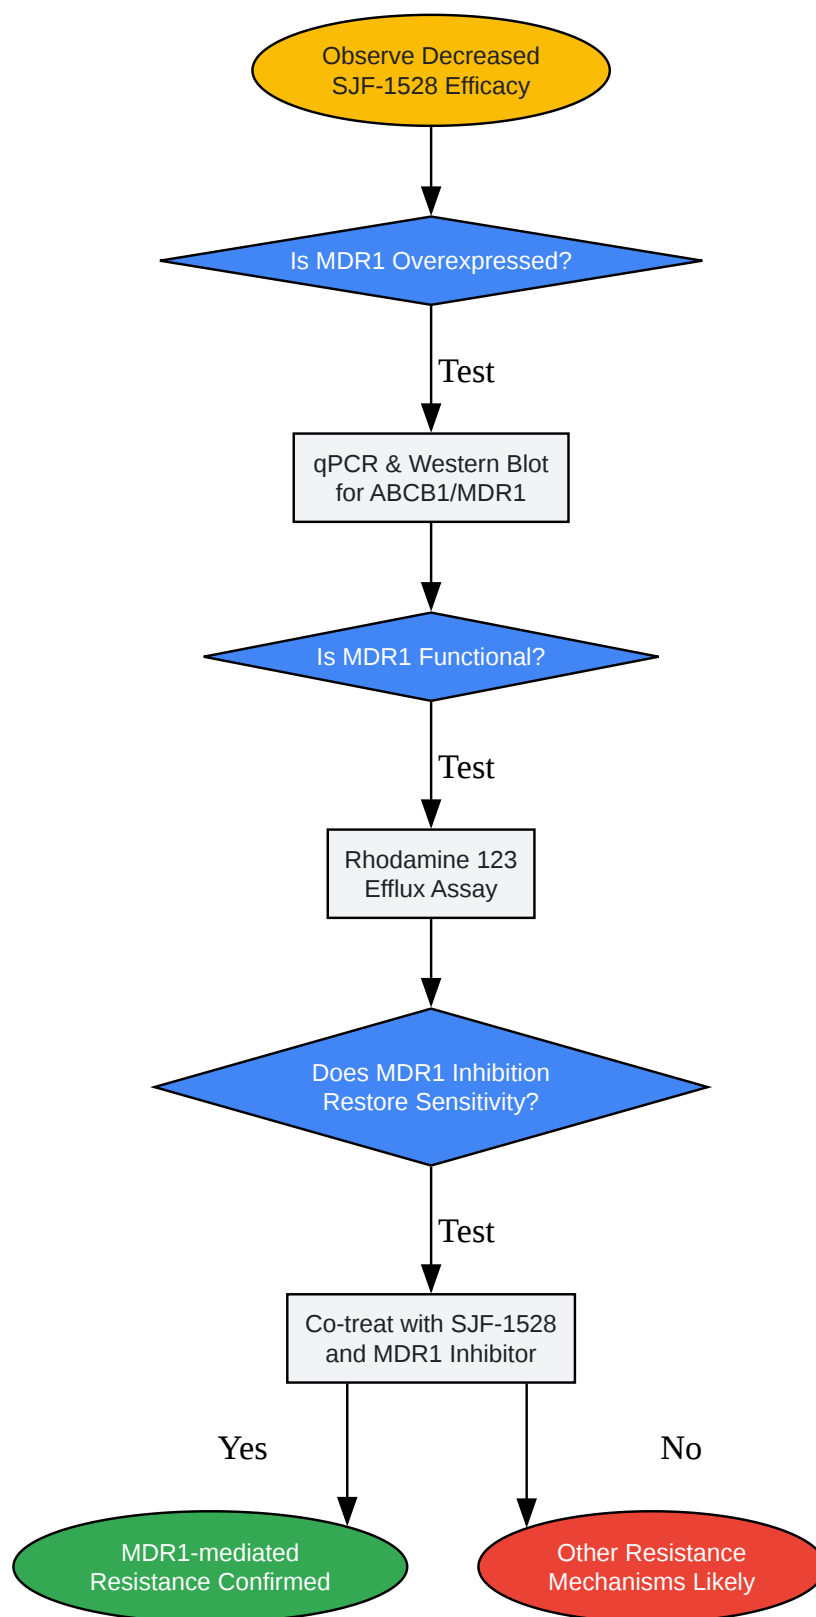 Observe Decreased
SJF-1528 Efficacy
Is MDR1 Overexpressed?
Test
qPCR & Western Blot
for ABCB1/MDR1
Is MDR1 Functional?
Test
Rhodamine 123
Efflux Assay
Does MDR1 Inhibition
Restore Sensitivity?
Test
Co-treat with SJF-1528
and MDR1 Inhibitor
Yes
No
MDR1-mediated
Resistance Confirmed
Other Resistance
Mechanisms Likely